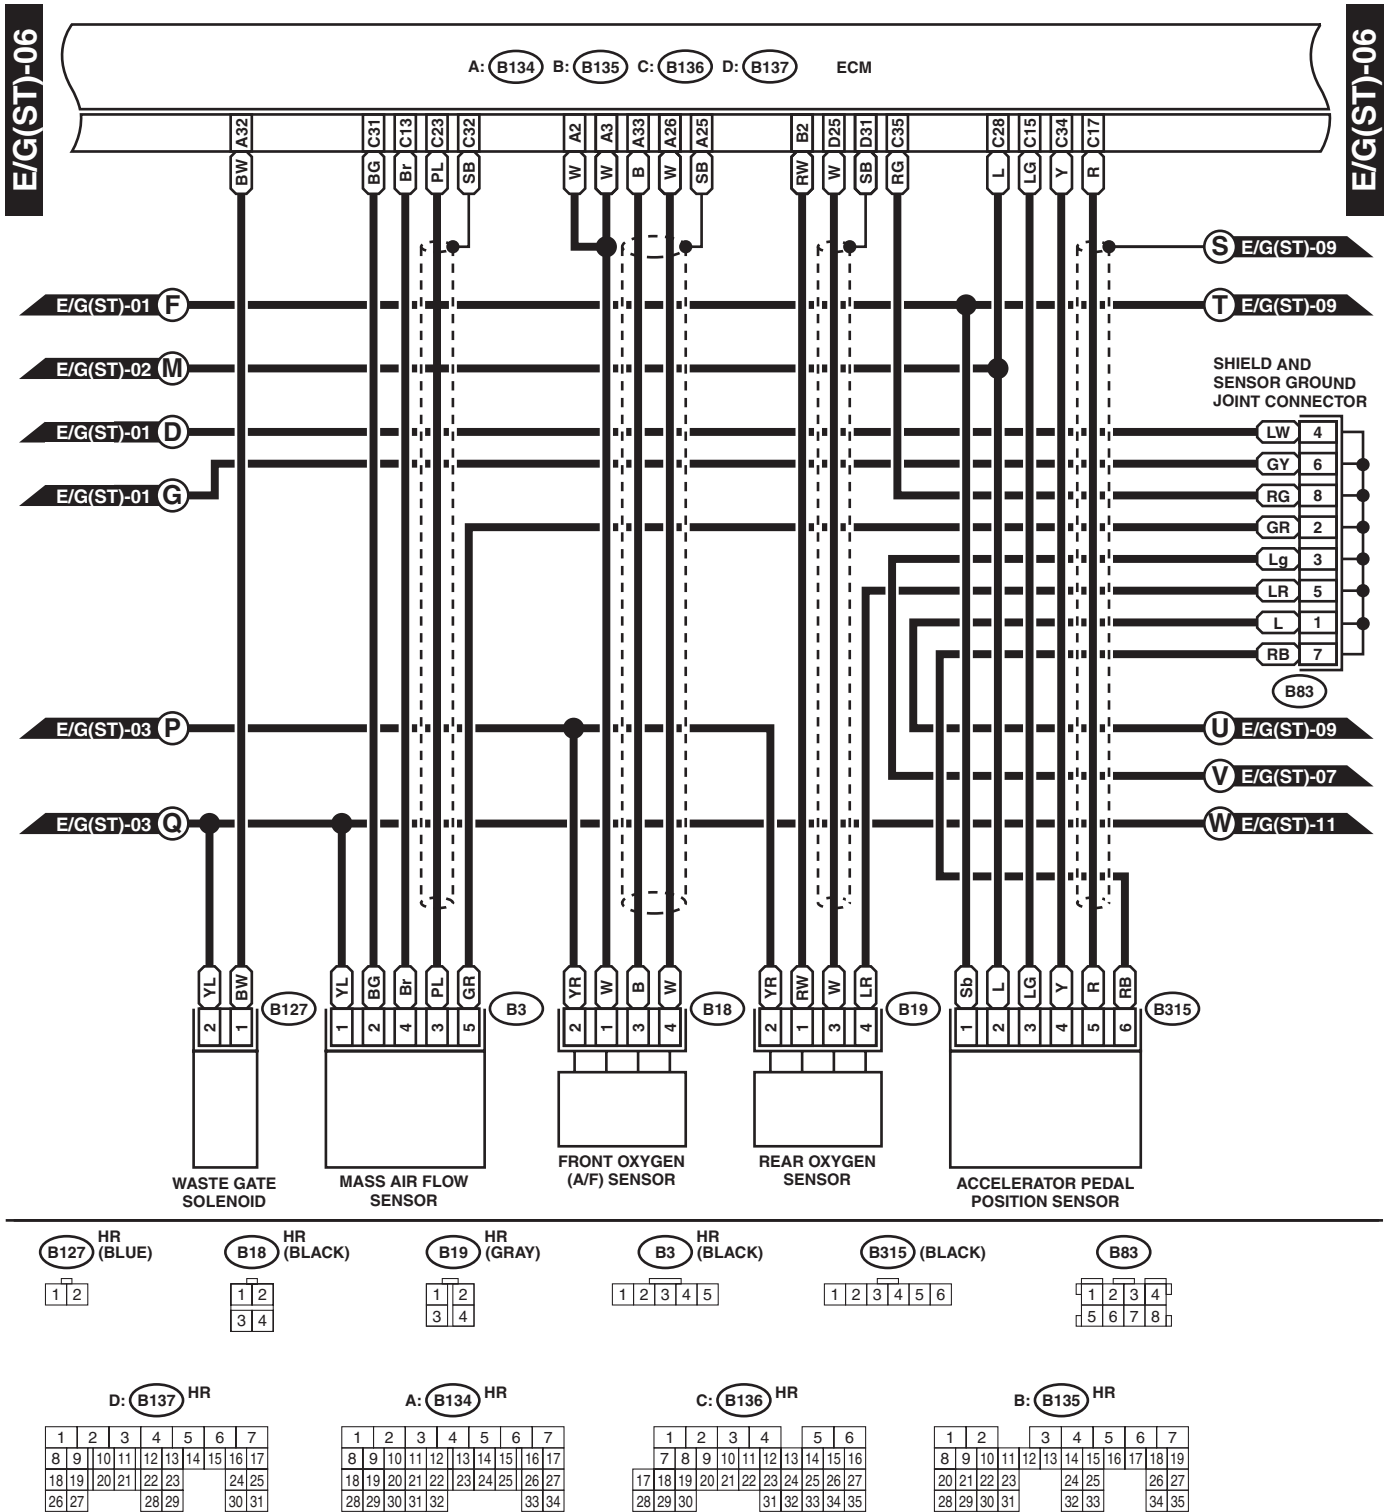 E/G(ST)-06
E/G(ST)-06
A: B134 B: B135 C: B136 D: B137 ECM
A32 C31 C13 C23 C32 A2 A3 A33 A26 A25 B2 D25 D31 C35 C28 C15 C34 C17
BW BG Br PL SB W W B W SB RW W SB RG L LG Y R
S E/G(ST)-09
E/G(ST)-01 F
T E/G(ST)-09
E/G(ST)-02 M
SHIELD AND
SENSOR GROUND
JOINT CONNECTOR
E/G(ST)-01 D
LW 4
GY 6
E/G(ST)-01 G
RG 8
GR 2
Lg 3
LR 5
L 1
RB 7
B83
E/G(ST)-03 P
U E/G(ST)-09
V E/G(ST)-07
E/G(ST)-03 Q
W E/G(ST)-11
YL BW YL BG Br PL GR YR W B W YR RW W LR Sb L LG Y R RB
2 1 B127 1 2 4 3 5 B3 2 1 3 4 B18 2 1 3 4 B19 1 2 3 4 5 6 B315
WASTE GATE
SOLENOID
MASS AIR FLOW
SENSOR
FRONT OXYGEN
(A/F) SENSOR
REAR OXYGEN
SENSOR
ACCELERATOR PEDAL
POSITION SENSOR
B127 HR
(BLUE)
1 2
B18 HR
(BLACK)
1 2
3 4
B19 HR
(GRAY)
1 2
3 4
B3 HR
(BLACK)
1 2 3 4 5
B315 (BLACK)
1 2 3 4 5 6
B83
1 2 3 4
5 6 7 8
D: B137 HR
1 2 3 4 5 6 7
8 9 10 11 12 13 14 15 16 17
18 19 20 21 22 23 24 25
26 27 28 29 30 31
A: B134 HR
1 2 3 4 5 6 7
8 9 10 11 12 13 14 15 16 17
18 19 20 21 22 23 24 25 26 27
28 29 30 31 32 33 34
C: B136 HR
1 2 3 4 5 6
7 8 9 10 11 12 13 14 15 16
17 18 19 20 21 22 23 24 25 26 27
28 29 30 31 32 33 34 35
B: B135 HR
1 2 3 4 5 6 7
8 9 10 11 12 13 14 15 16 17 18 19
20 21 22 23 24 25 26 27
28 29 30 31 32 33 34 35